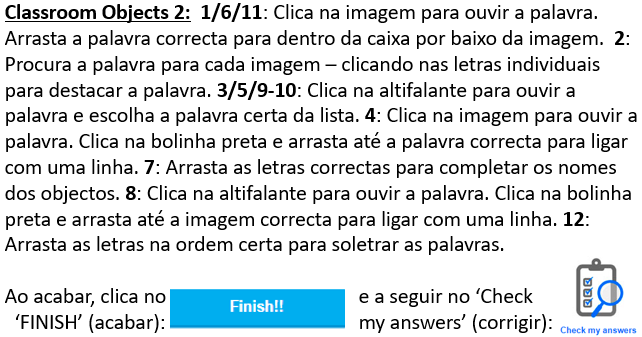 Classroom Objects 2:  1/6/11: Clica na imagem para ouvir a palavra.
Arrasta a palavra correcta para dentro da caixa por baixo da imagem.  2:
Procura a palavra para cada imagem – clicando nas letras individuais
para destacar a palavra. 3/5/9-10: Clica na altifalante para ouvir a
palavra e escolha a palavra certa da lista. 4: Clica na imagem para ouvir a
palavra. Clica na bolinha preta e arrasta até a palavra correcta para ligar
com uma linha. 7: Arrasta as letras correctas para completar os nomes
dos objectos. 8: Clica na altifalante para ouvir a palavra. Clica na bolinha
preta e arrasta até a imagem correcta para ligar com uma linha. 12:
Arrasta as letras na ordem certa para soletrar as palavras.
Ao acabar, clica no
‘FINISH’ (acabar):
Finish!!
e a seguir no ‘Check
my answers’ (corrigir):
Check my answers